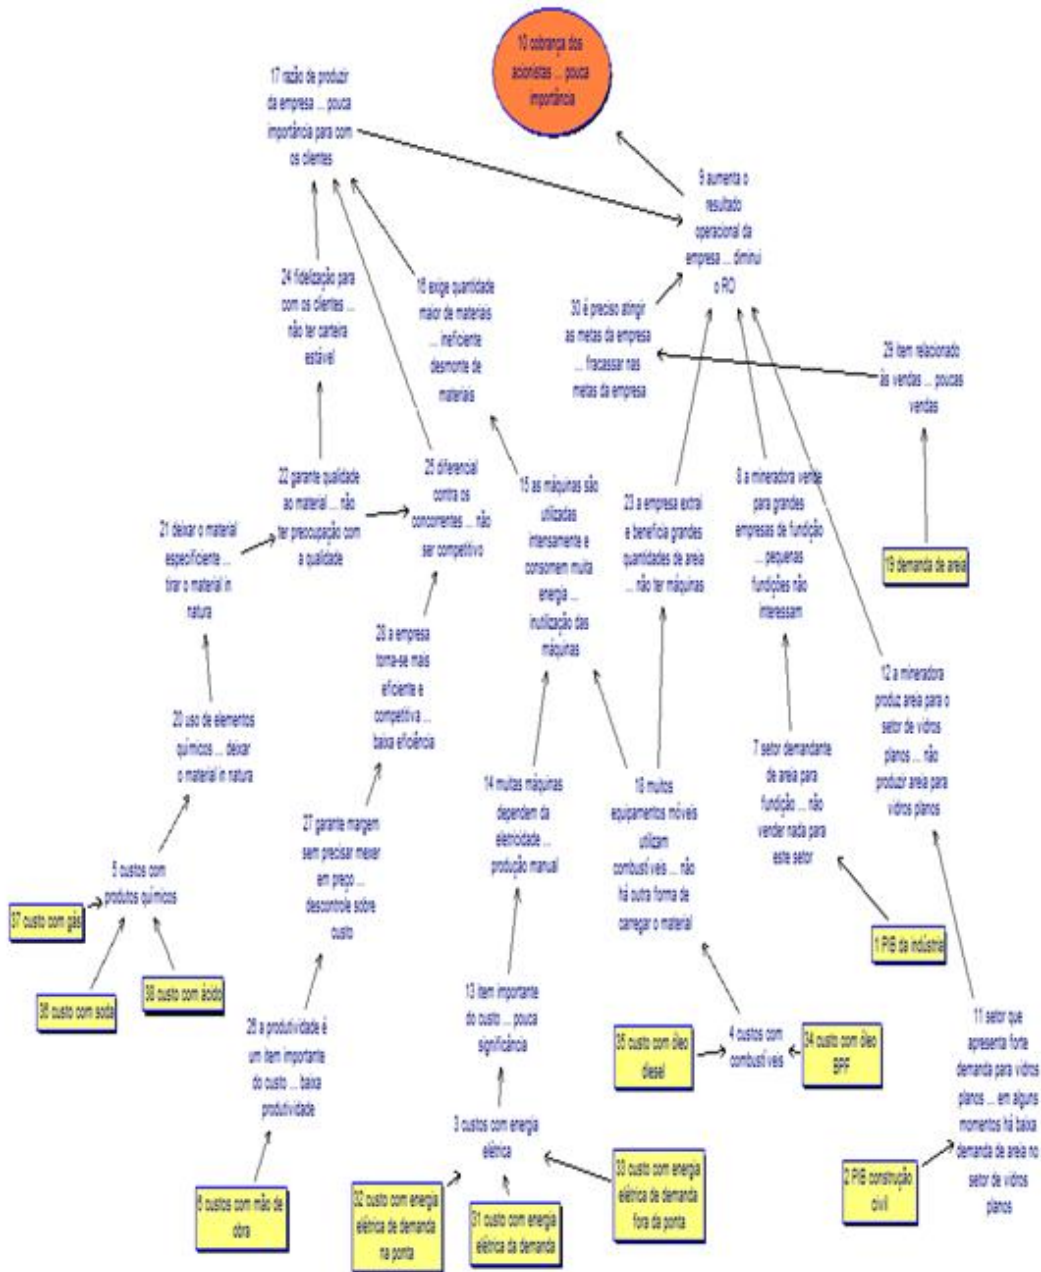 10 cobrança dos
acionistas ... pouca
importância
17 razão de produzir
da empresa ... pouca
importância para com
os clientes
9 aumenta o
resultado
operacional da
empresa ... diminui
o RO
24 fidelização para
com os clientes ...
não ter carteira
estável
16 exige quantidade
maior de materiais
... ineficiente
desmonte de
materiais
30 é preciso atingir
as metas da empresa
... fracassar nas
metas da empresa
29 item relacionado
às vendas ... poucas
vendas
22 garante qualidade
ao material ... não
ter preocupação com
a qualidade
25 diferencial
contra os
concorrentes ... não
ser competitivo
15 as máquinas são
utilizadas
intensamente e
consomem muita
energia ...
inutilização das
máquinas
23 a empresa extrai
e beneficia grandes
quantidades de areia
... não ter máquinas
8 a mineradora vende
para grandes
empresas de fundição
... pequenas
fundições não
interessam
19 demanda de areia
21 deixar o material
especificiente ...
tirar o material in
natura
28 a empresa
torna-se mais
eficiente e
competitiva ...
baixa eficiência
12 a mineradora
produz areia para o
setor de vidros
planos ... não
produzir areia para
vidros planos
20 uso de elementos
químicos ... deixar
o material in natura
7 setor demandante
de areia para
fundição ... não
vender nada para
este setor
14 muitas máquinas
dependem da
eletricidade ...
produção manual
18 muitos
equipamentos móveis
utilizam
combustíveis ... não
há outra forma de
carregar o material
27 garante margem
sem precisar mexer
em preço ...
descontrole sobre
custo
5 custos com
produtos químicos
37 custo com gás
36 custo com soda
38 custo com ácido
1 PIB da indústria
13 item importante
do custo ... pouca
significância
26 a produtividade é
um item importante
do custo ... baixa
produtividade
35 custo com óleo
diesel
4 custos com
combustíveis
34 custo com óleo
BPF
11 setor que
apresenta forte
demanda para vidros
planos ... em alguns
momentos há baixa
demanda de areia no
setor de vidros
planos
3 custos com energia
elétrica
2 PIB construção
civil
6 custos com mão de
obra
32 custo com energia
elétrica de demanda
na ponta
31 custo com energia
elétrica da demanda
33 custo com energia
elétrica de demanda
fora da ponta